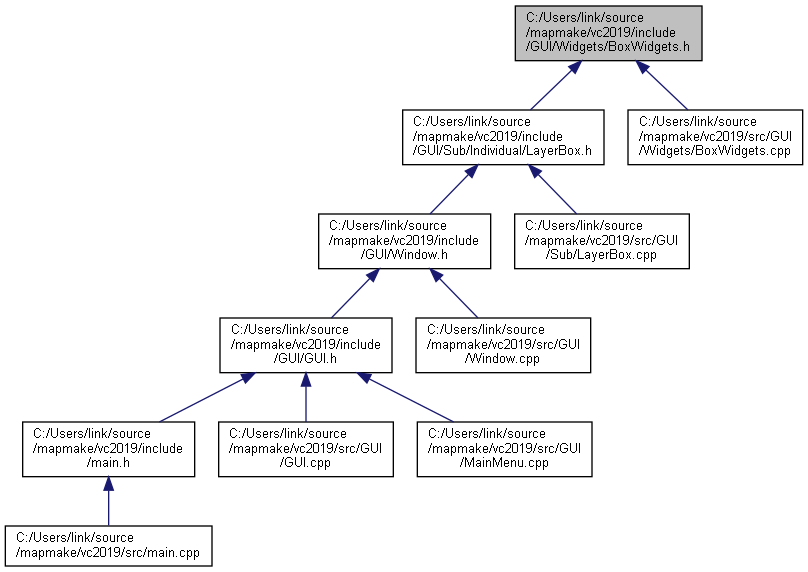 C:/Users/link/source
/mapmake/vc2019/include
/GUI/Widgets/BoxWidgets.h
C:/Users/link/source
/mapmake/vc2019/include
/GUI/Sub/Individual/LayerBox.h
C:/Users/link/source
/mapmake/vc2019/src/GUI
/Widgets/BoxWidgets.cpp
C:/Users/link/source
/mapmake/vc2019/include
/GUI/Window.h
C:/Users/link/source
/mapmake/vc2019/src/GUI
/Sub/LayerBox.cpp
C:/Users/link/source
/mapmake/vc2019/include
/GUI/GUI.h
C:/Users/link/source
/mapmake/vc2019/src/GUI
/Window.cpp
C:/Users/link/source
/mapmake/vc2019/include
/main.h
C:/Users/link/source
/mapmake/vc2019/src/GUI
/GUI.cpp
C:/Users/link/source
/mapmake/vc2019/src/GUI
/MainMenu.cpp
C:/Users/link/source
/mapmake/vc2019/src/main.cpp